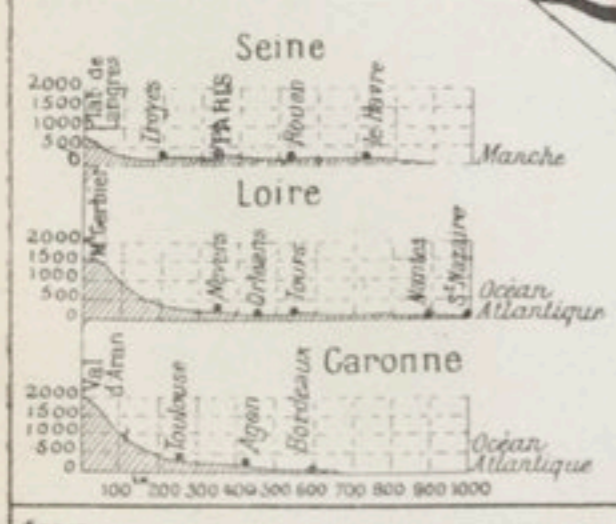 Seine
2000
1500
1000
500
0
Plat. de Langres
Troyes
PARIS
Rouen
le Havre
Manche
Loire
2000
1500
1000
500
0
Mt Gerbier
Nevers
Orléans
Tours
Nantes
St Nazaire
Océan
Atlantique
Garonne
2000
1500
1000
500
0
Val
d'Aran
Toulouse
Agen
Bordeaux
Océan
Atlantique
100 200 300 400 500 600 700 800 900 1000